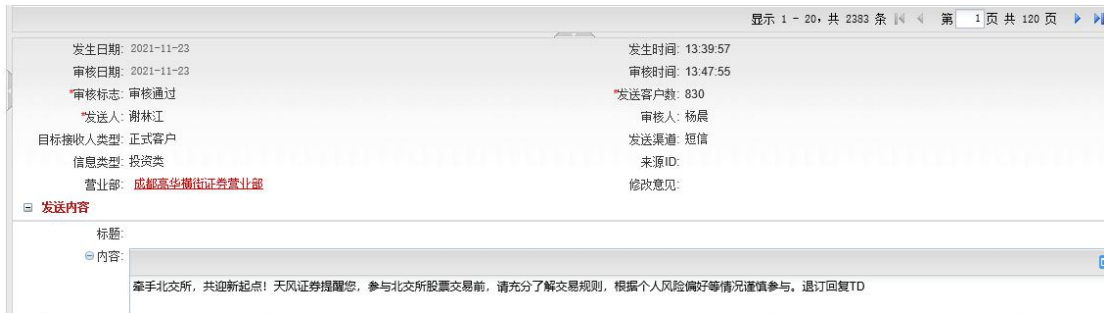 显示 1 - 20，共 2383 条 第 1 页 共 120 页
发生日期: 2021-11-23 发生时间: 13:39:57
审核日期: 2021-11-23 审核时间: 13:47:55
*审核标志: 审核通过 *发送客户数: 830
*发送人: 谢林江 审核人: 杨晨
目标接收人类型: 正式客户 发送渠道: 短信
信息类型: 投资类 来源ID:
营业部: 成都高华横街证券营业部 修改意见:
发送内容
标题:
内容:
牵手北交所，共迎新起点！天风证券提醒您，参与北交所股票交易前，请充分了解交易规则，根据个人风险偏好等情况谨慎参与。退订回复TD